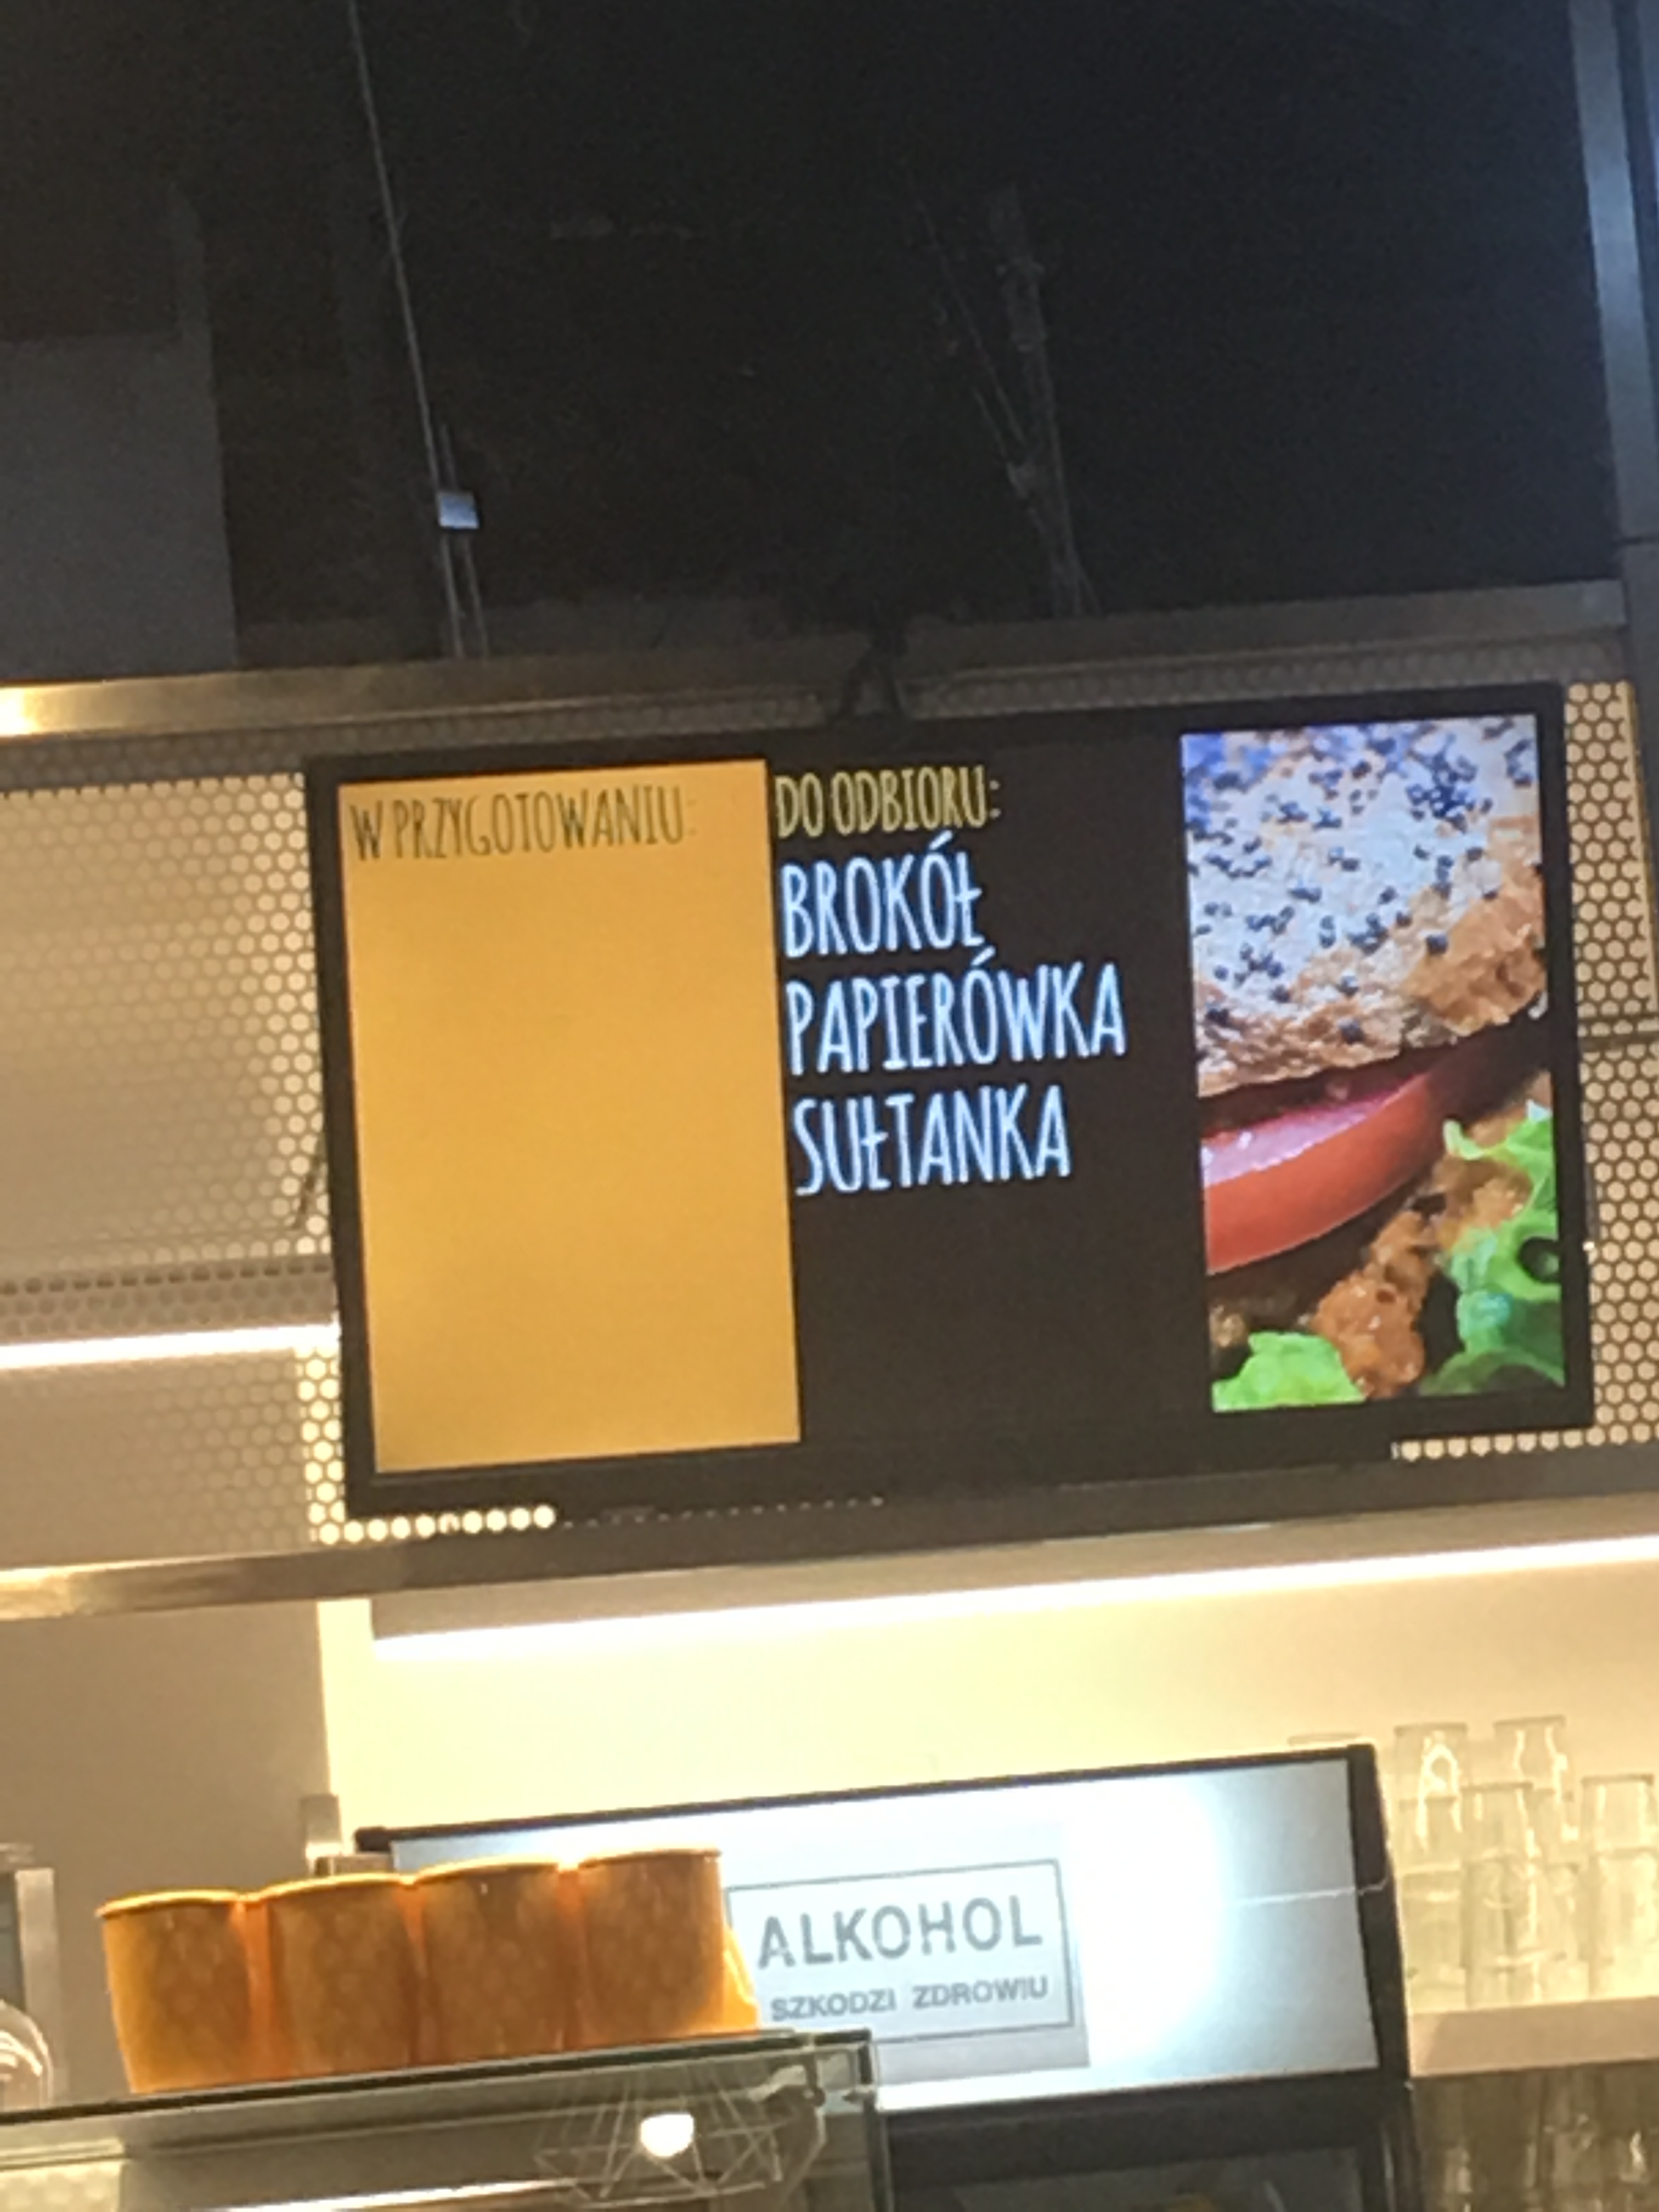 W PRZYGOTOWANIU:
DO ODBIORU:
BROKÓŁ
PAPIERÓWKA
SUŁTANKA
ALKOHOL
SZKODZI ZDROWIU